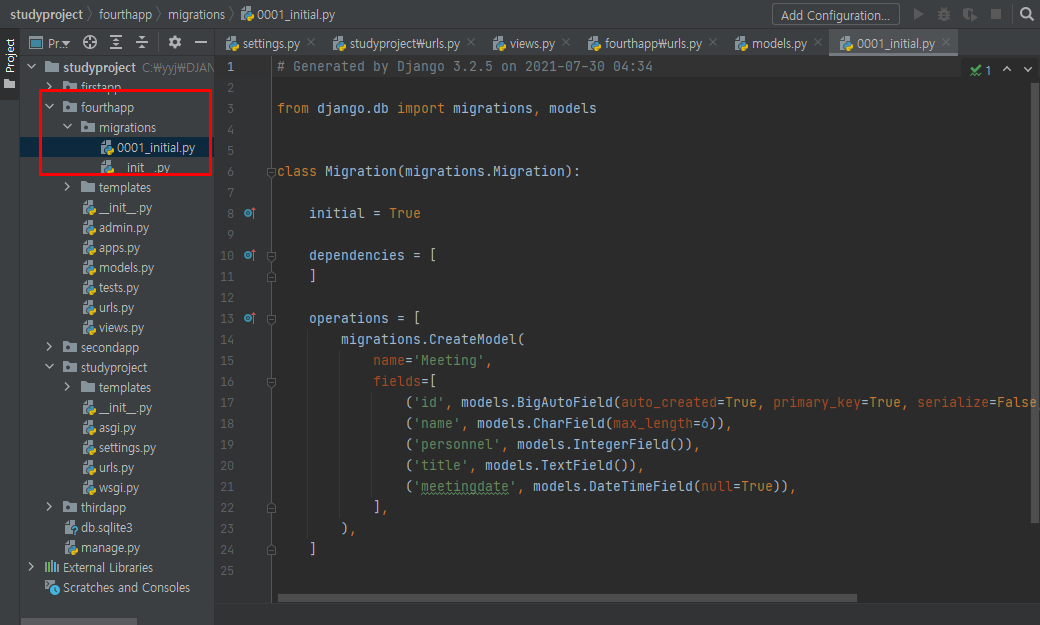 studyproject fourthapp migrations 0001_initial.py Add Configuration...
Project
Pr...
settings.py studyproject₩urls.py views.py fourthapp₩urls.py models.py 0001_initial.py
studyproject C:₩yyj₩DJAN
firstapp
fourthapp
migrations
0001_initial.py
__init__.py
templates
__init__.py
admin.py
apps.py
models.py
tests.py
urls.py
views.py
secondapp
studyproject
templates
__init__.py
asgi.py
settings.py
urls.py
wsgi.py
thirdapp
db.sqlite3
manage.py
External Libraries
Scratches and Consoles
1
1 # Generated by Django 3.2.5 on 2021-07-30 04:34
2
3 from django.db import migrations, models
4
5
6 class Migration(migrations.Migration):
7
8 initial = True
9
10 dependencies = [
11 ]
12
13 operations = [
14 migrations.CreateModel(
15 name='Meeting',
16 fields=[
17 ('id', models.BigAutoField(auto_created=True, primary_key=True, serialize=False
18 ('name', models.CharField(max_length=6)),
19 ('personnel', models.IntegerField()),
20 ('title', models.TextField()),
21 ('meetingdate', models.DateTimeField(null=True)),
22 ],
23 ),
24 ]
25